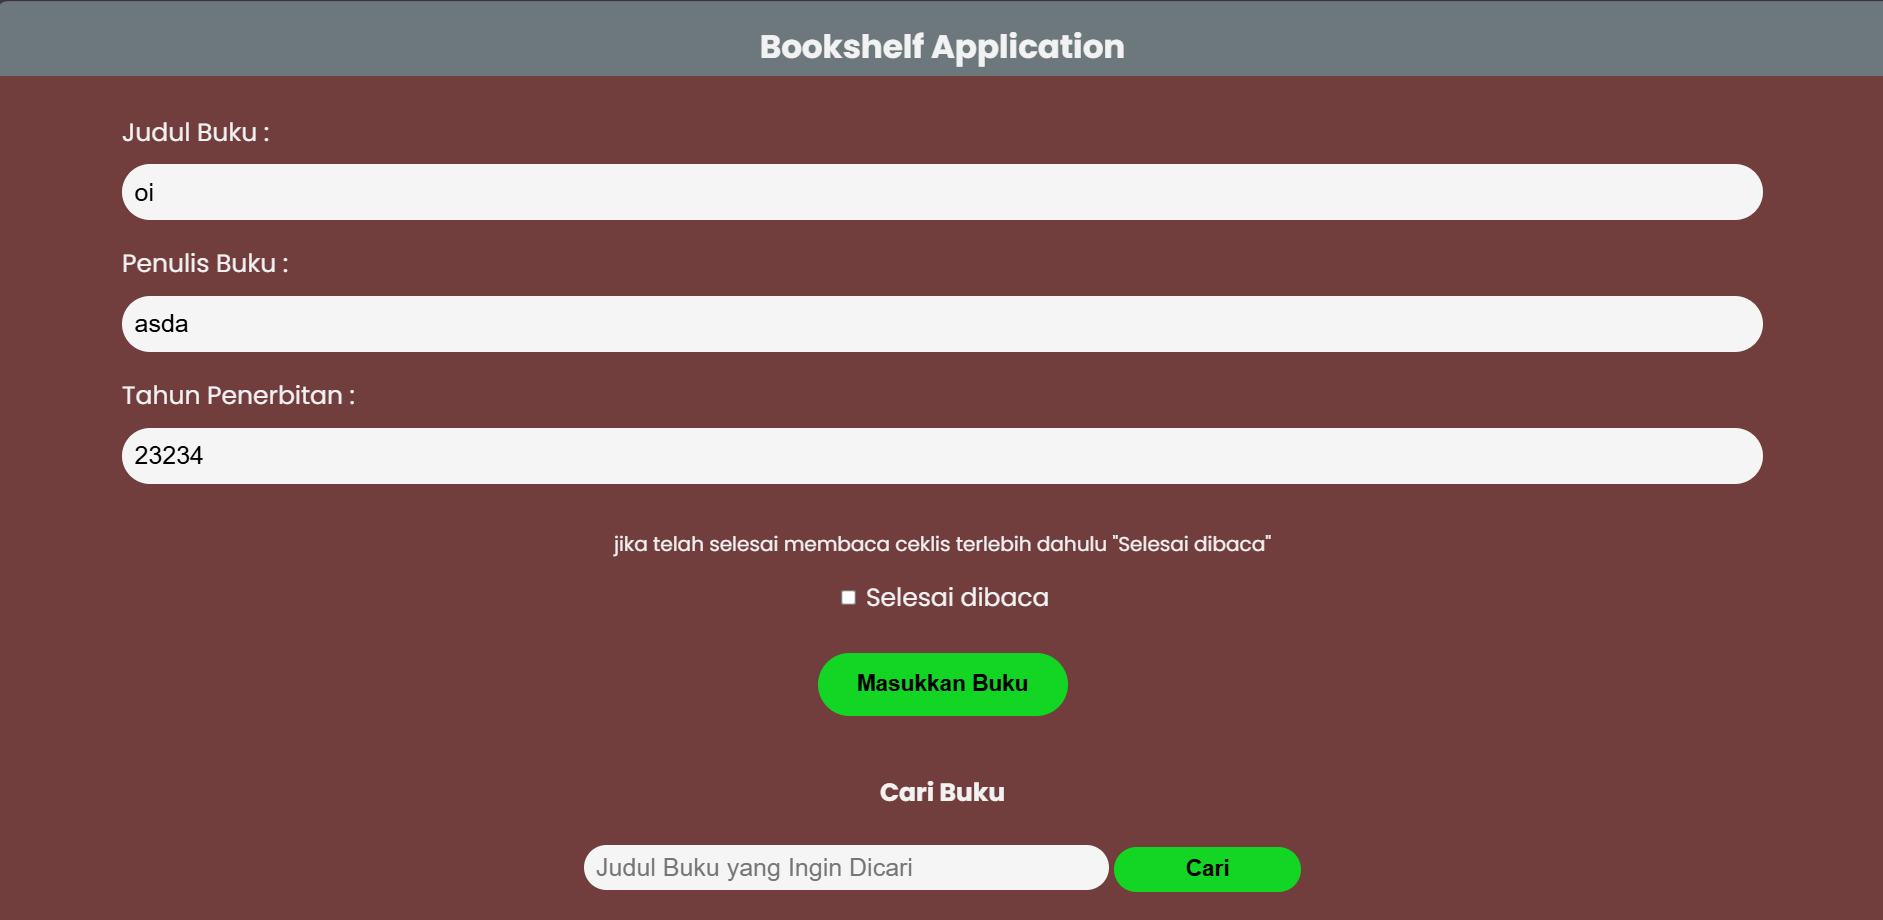 Bookshelf Application
Judul Buku :
oi
Penulis Buku :
asda
Tahun Penerbitan :
23234
jika telah selesai membaca ceklis terlebih dahulu "Selesai dibaca"
Selesai dibaca
Masukkan Buku
Cari Buku
Judul Buku yang Ingin Dicari
Cari